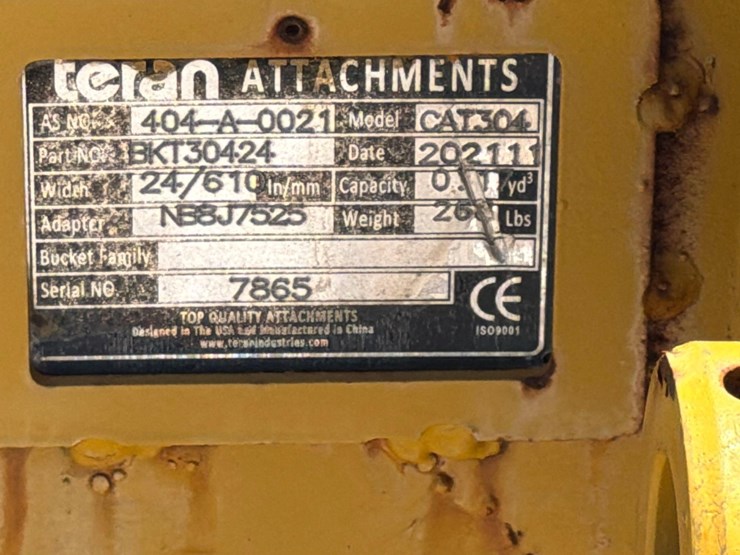 teran ATTACHMENTS
AS NO. 404-A-0021 Model CAT304
Part NO. BKT30424 Date 202111
Width 24/610 In/mm Capacity yd³
Adapter NB8J7525 Weight Lbs
Bucket Family
Serial NO. 7865
CE
ISO9001
TOP QUALITY ATTACHMENTS
Designed in The USA and Manufactured in China
www.teranindustries.com